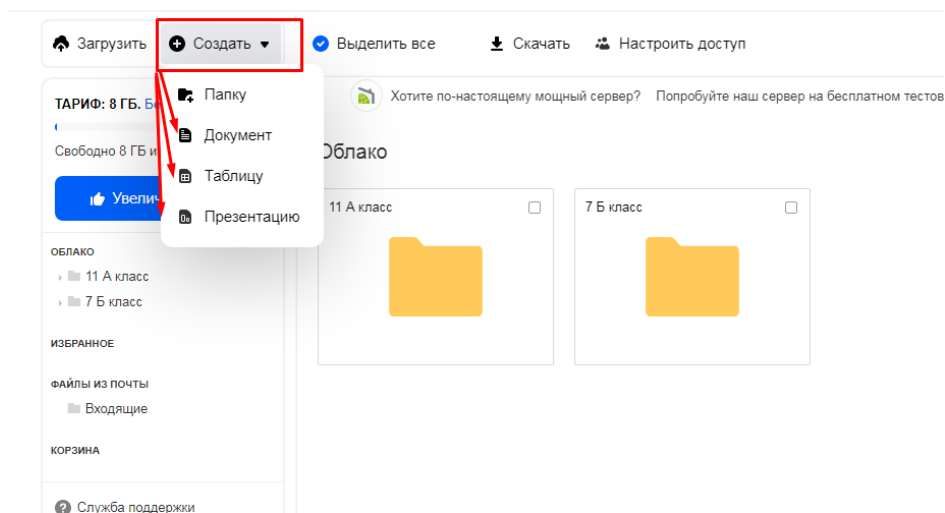 Загрузить Создать Выделить все Скачать Настроить доступ
Папку
Документ
Таблицу
Презентацию
ТАРИФ: 8 ГБ.
Свободно 8 ГБ
Хотите по-настоящему мощный сервер? Попробуйте наш сервер на бесплатном тестов
Облако
11 А класс
7 Б класс
ОБЛАКО
11 А класс
7 Б класс
ИЗБРАННОЕ
ФАЙЛЫ ИЗ ПОЧТЫ
Входящие
КОРЗИНА
Служба поддержки